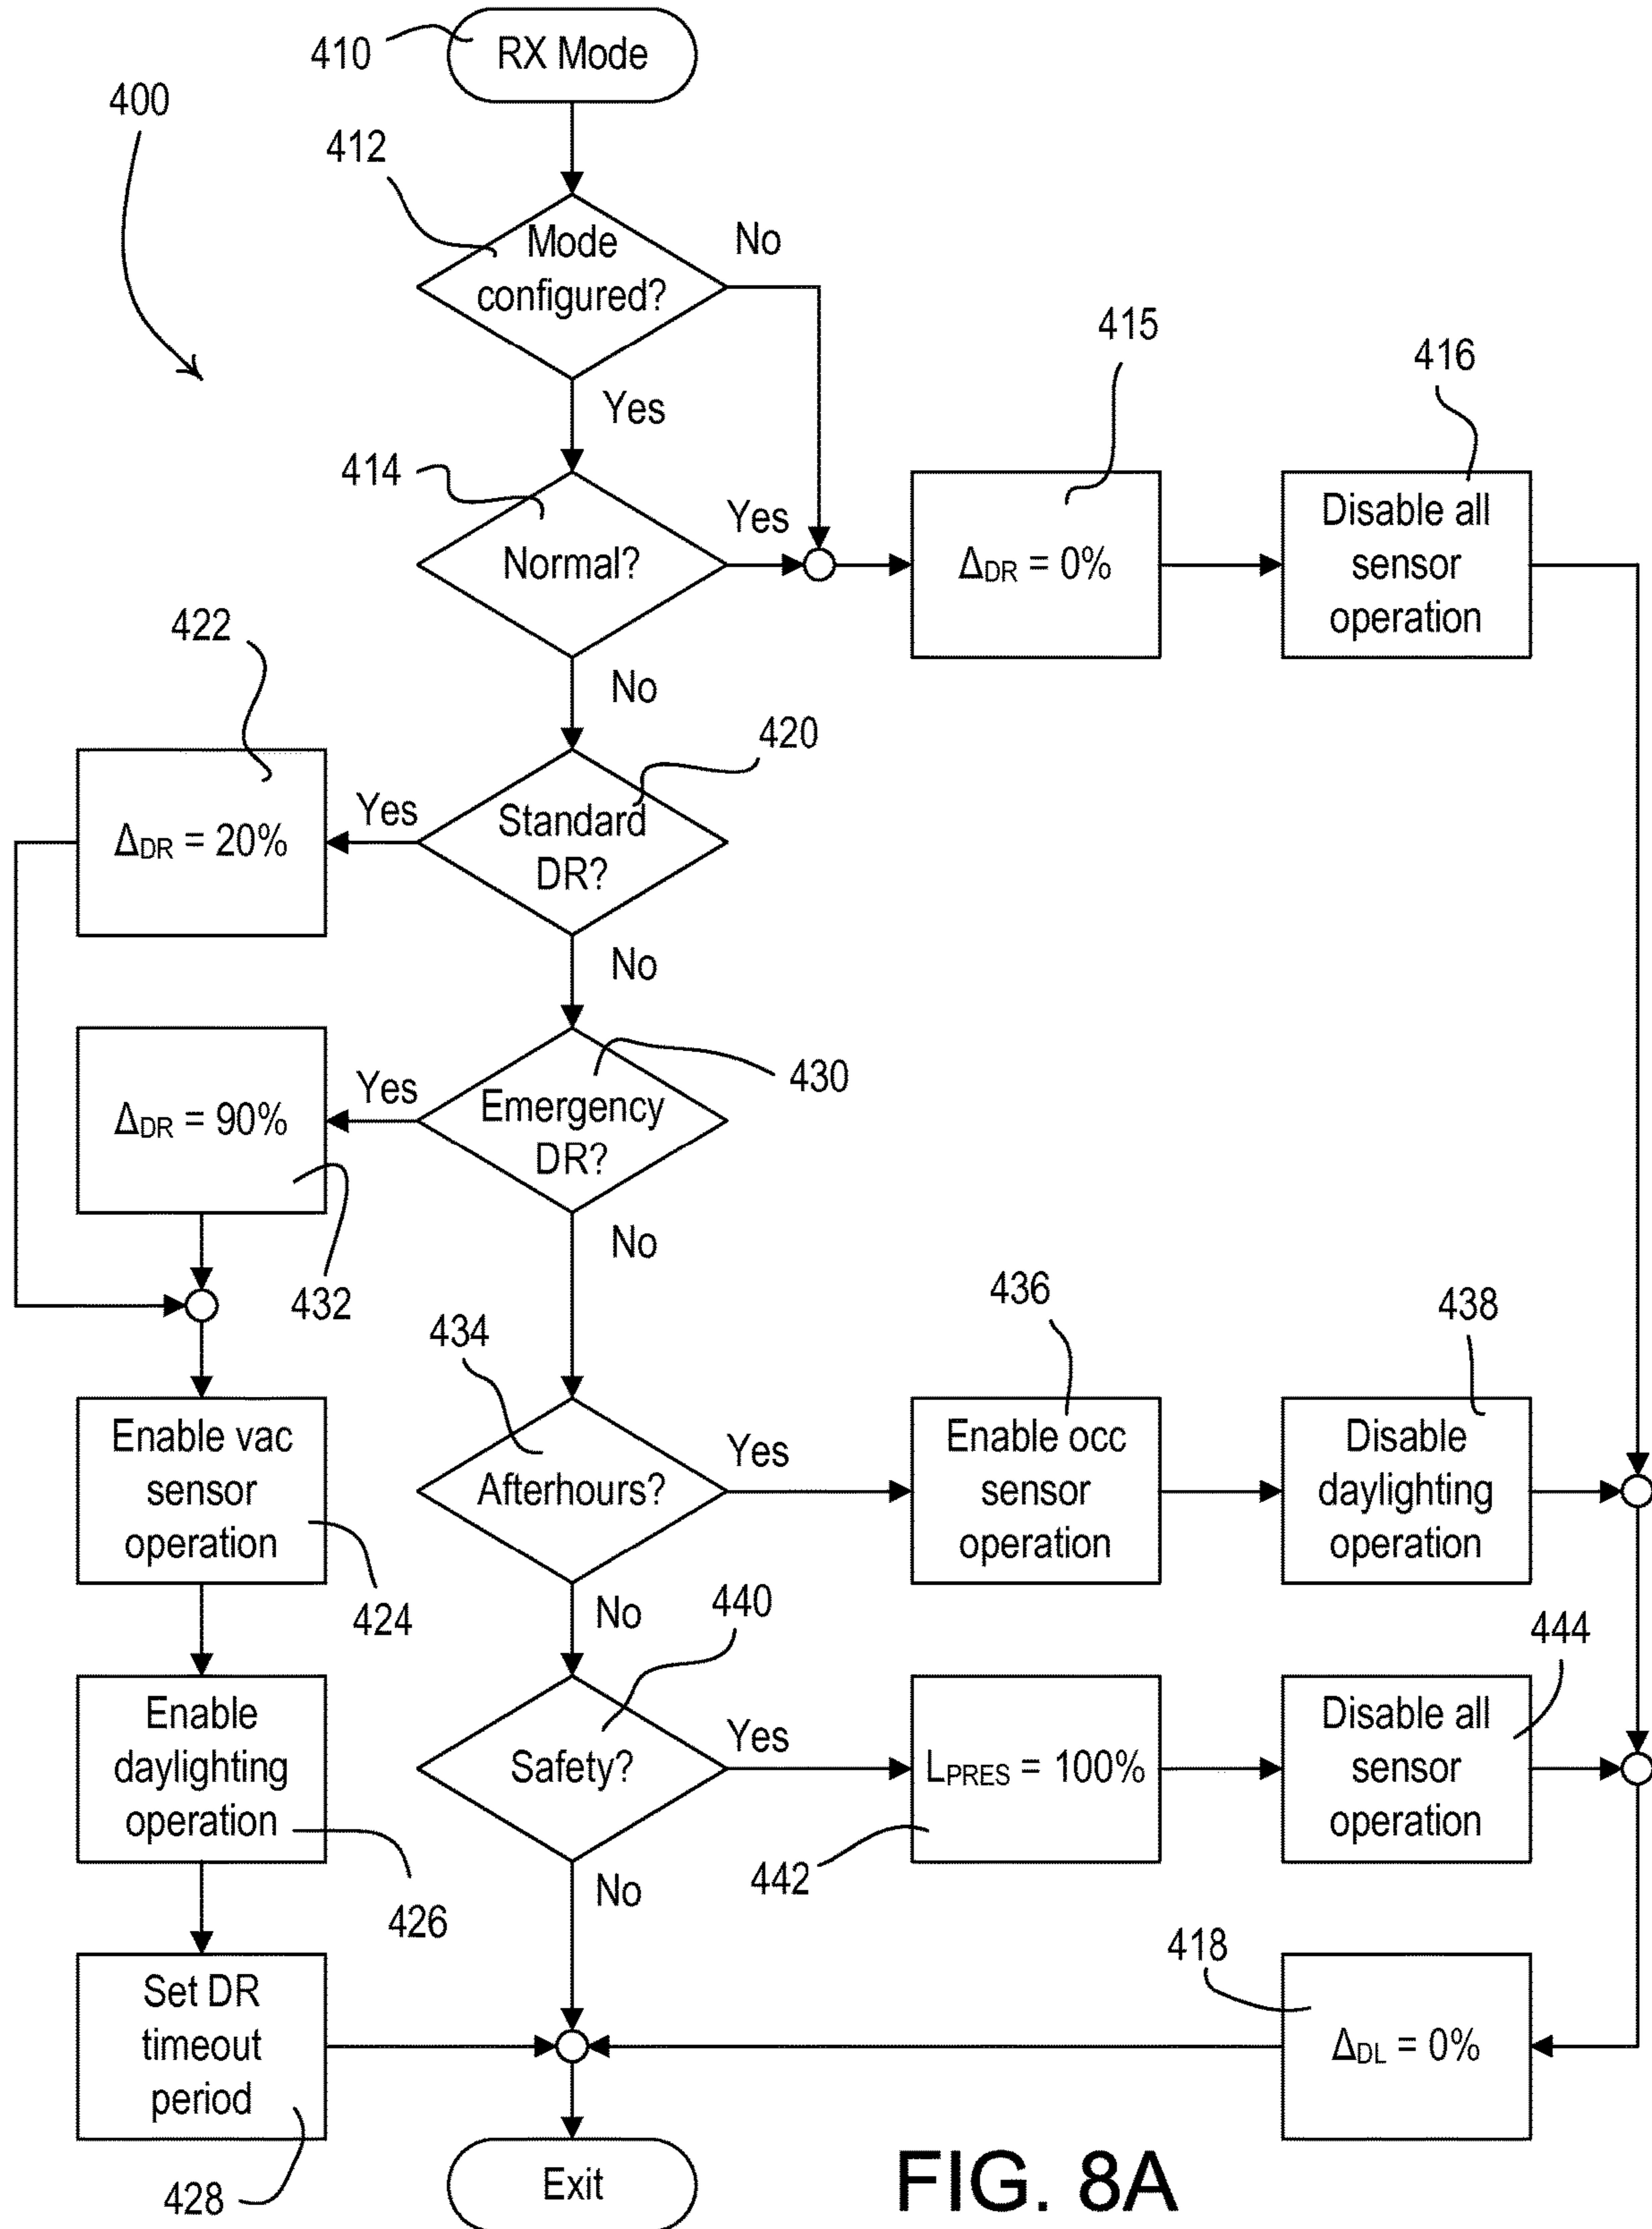 410
RX Mode
400
412
Mode
configured?
No
Yes
415
416
414
Normal?
Yes
ΔDR = 0%
Disable all
sensor
operation
No
422
420
ΔDR = 20%
Yes
Standard
DR?
No
ΔDR = 90%
Yes
Emergency
DR?
430
432
No
434
436
438
Enable vac
sensor
operation
424
Afterhours?
Yes
Enable occ
sensor
operation
Disable
daylighting
operation
No
440
444
Enable
daylighting
operation
426
Safety?
Yes
LPRES = 100%
442
Disable all
sensor
operation
No
418
Set DR
timeout
period
428
ΔDL = 0%
Exit
FIG. 8A